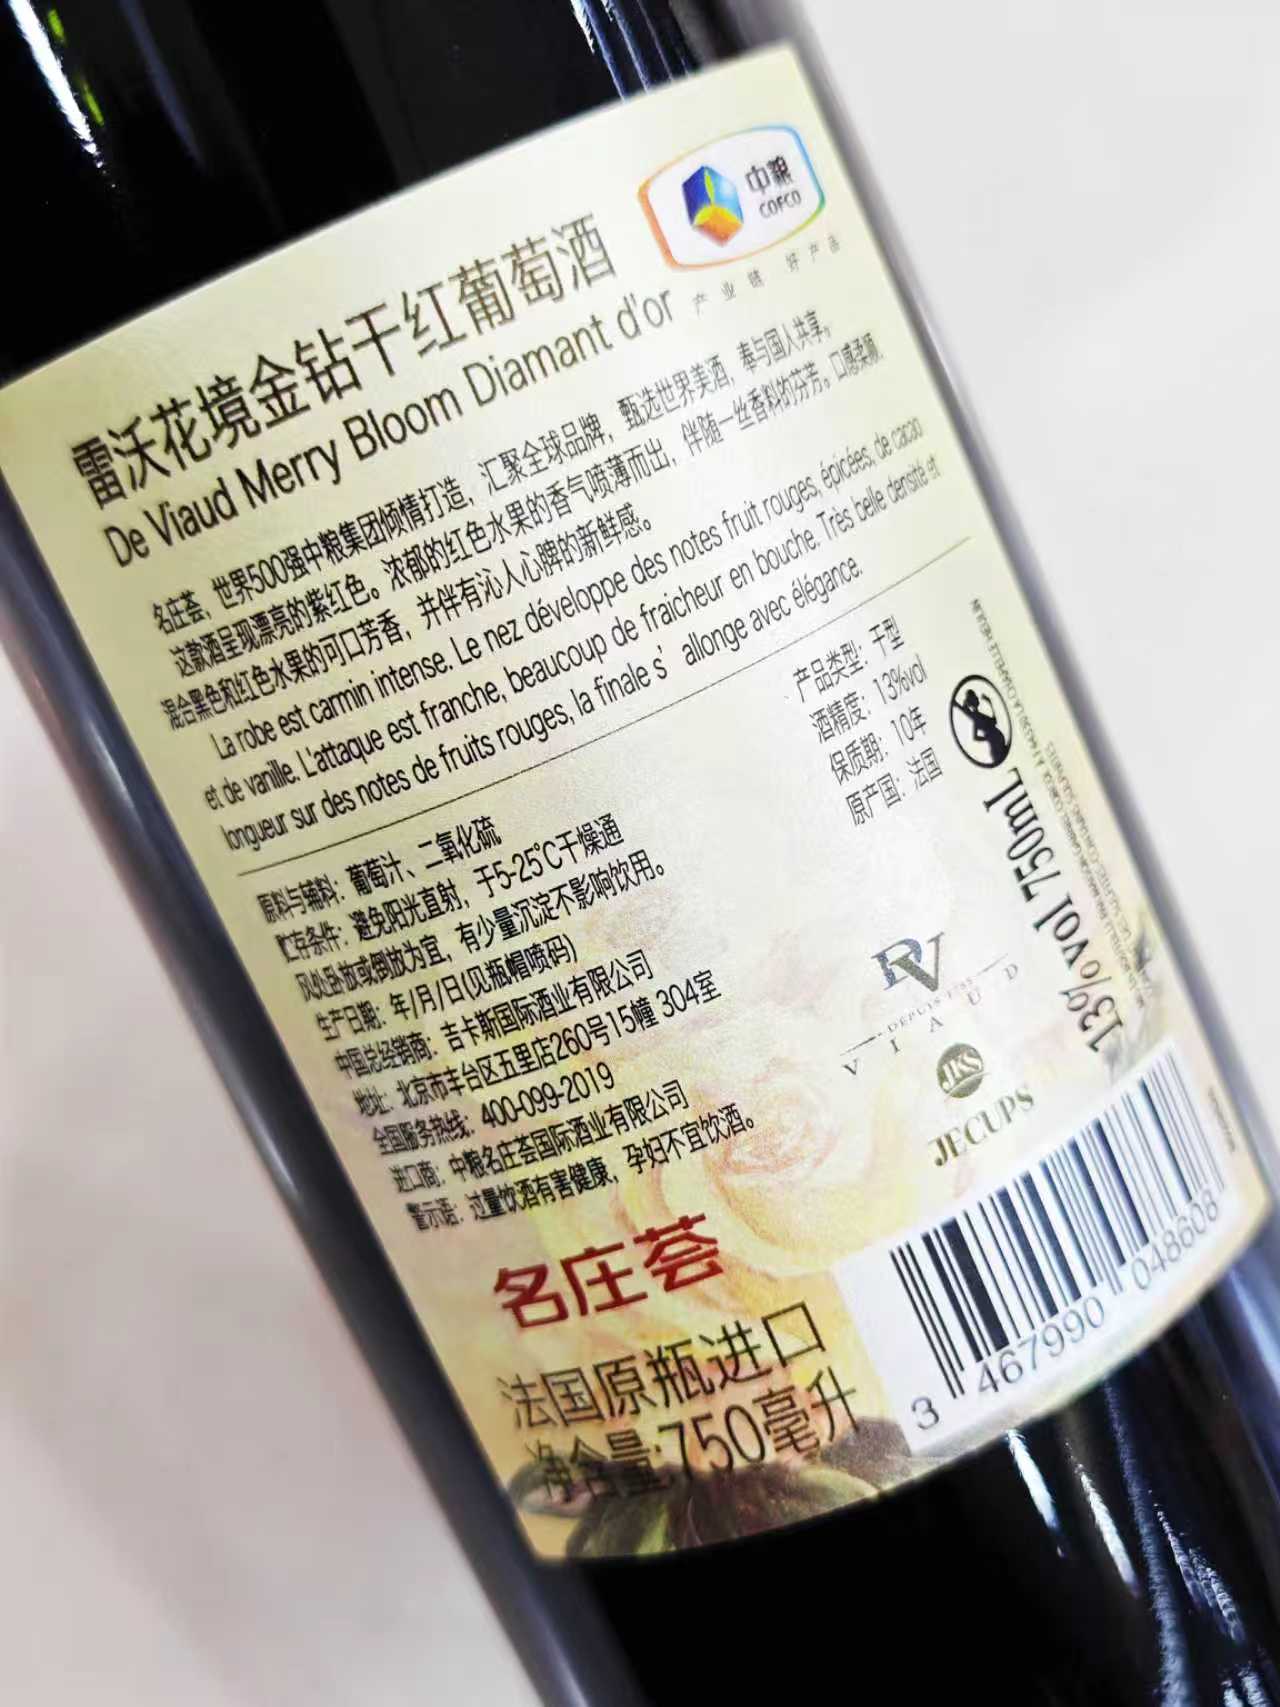 中粮
COFCO
产业链 好产品
雷沃花境金钻干红葡萄酒
De Viaud Merry Bloom Diamant d'or
名庄荟，世界500强中粮集团倾情打造，汇聚全球品牌，甄选世界美酒，奉与国人共享。
这款酒呈现漂亮的紫红色。浓郁的红色水果的香气喷薄而出，伴随一丝香料的芬芳。口感柔顺，
混合黑色和红色水果的可口芳香，并伴有沁人心脾的新鲜感。
La robe est carmin intense. Le nez développe des notes fruit rouges, épicées, de cacao
et de vanille. L'attaque est franche, beaucoup de fraicheur en bouche. Très belle densité et
longueur sur des notes de fruits rouges, la finale s' allonge avec élégance.
产品类型：干型
酒精度：13%vol
保质期：10年
原产国：法国
原料与辅料：葡萄汁、二氧化硫
贮存条件：避免阳光直射，于5-25℃干燥通
风处卧放或倒放为宜，有少量沉淀不影响饮用。
生产日期：年/月/日(见瓶帽喷码)
中国总经销商：吉卡斯国际酒业有限公司
地址：北京市丰台区五里店260号15幢 304室
全国服务热线：400-099-2019
进口商：中粮名庄荟国际酒业有限公司
警示语：过量饮酒有害健康，孕妇不宜饮酒。
13%vol 750mL
DV
DEPUIS
VIAUD
JKS
JECUPS
名庄荟
法国原瓶进口
净含量:750毫升
3 467990 048608